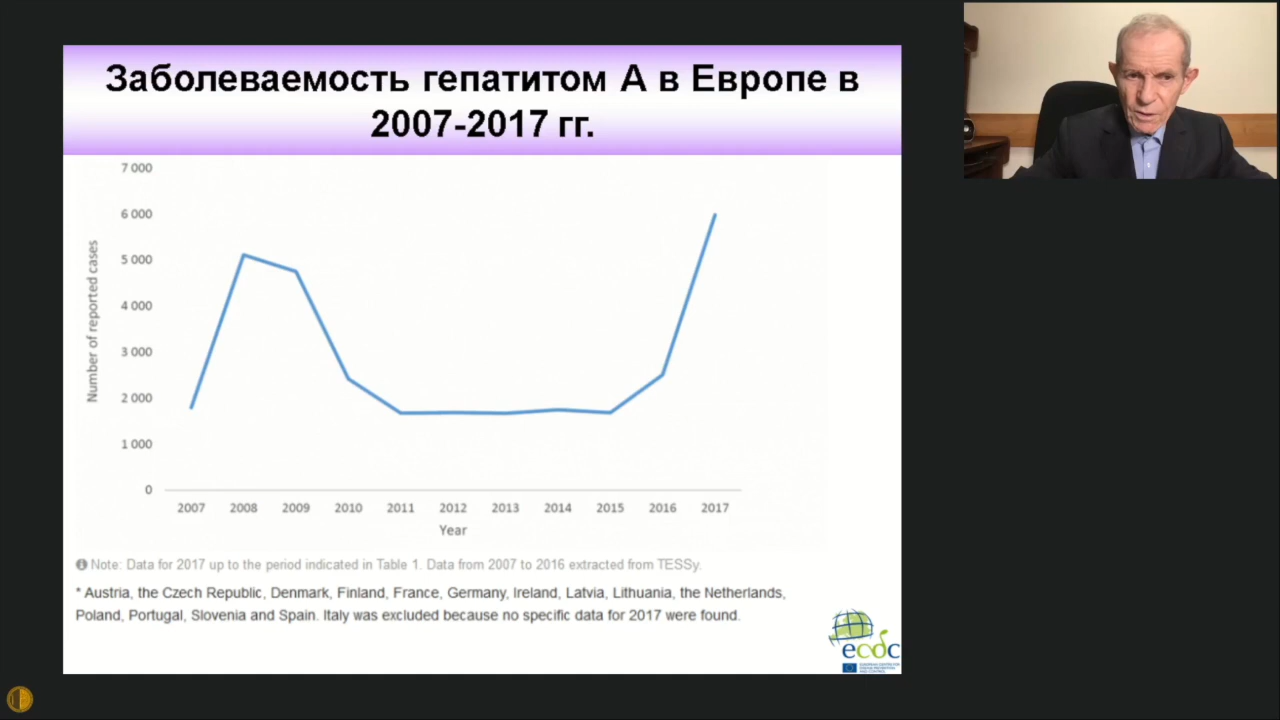 Заболеваемость гепатитом А в Европе в
2007-2017 гг.
7 000
6 000
5 000
4 000
3 000
2 000
1 000
0
Number of reported cases
2007 2008 2009 2010 2011 2012 2013 2014 2015 2016 2017
Year
Note: Data for 2017 up to the period indicated in Table 1. Data from 2007 to 2016 extracted from TESSy.
* Austria, the Czech Republic, Denmark, Finland, France, Germany, Ireland, Latvia, Lithuania, the Netherlands,
Poland, Portugal, Slovenia and Spain. Italy was excluded because no specific data for 2017 were found.
ecdc